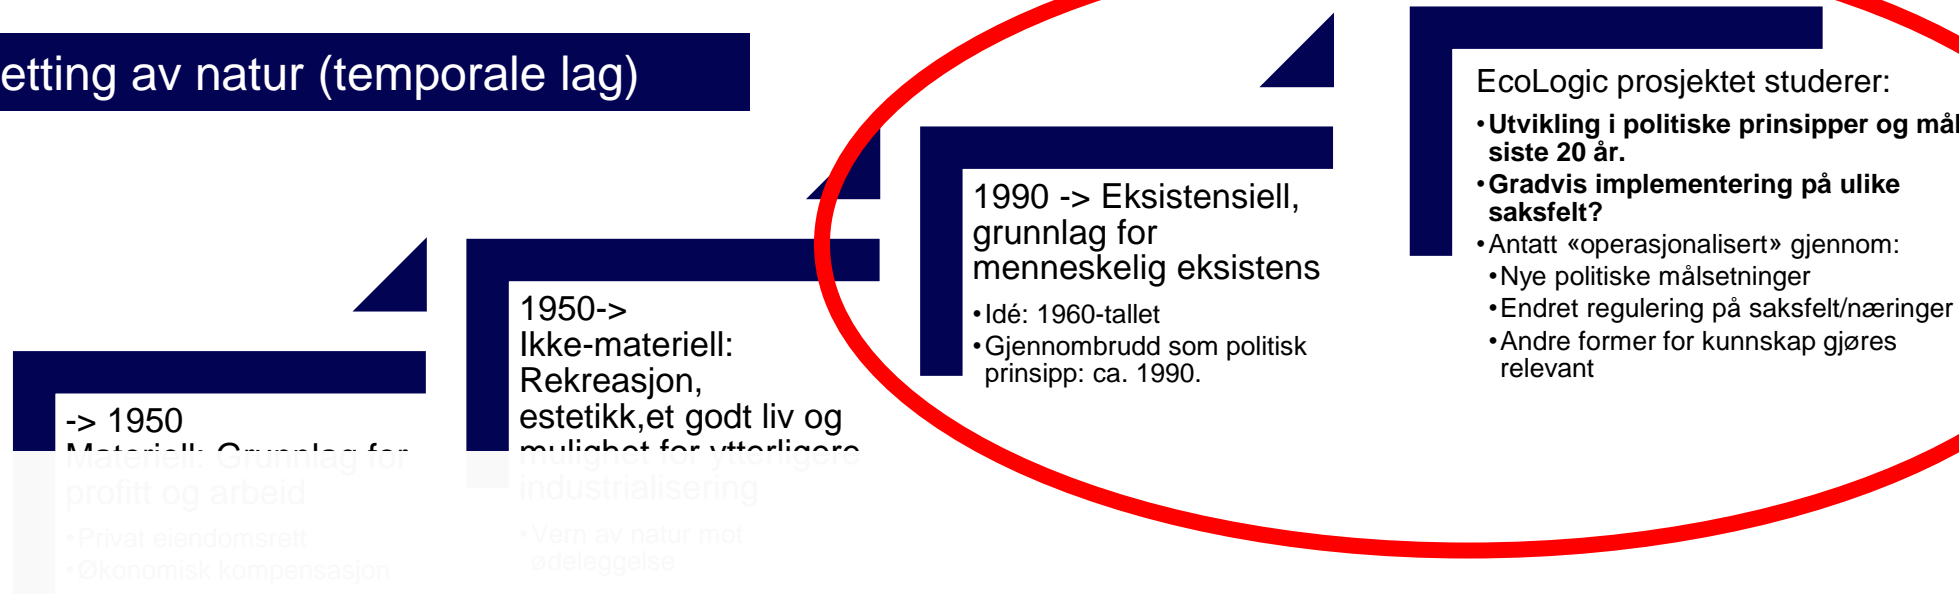 etting av natur (temporale lag)
-> 1950
Materiell: Grunnlag for
profitt og arbeid
•Privat eiendomsrett
•Økonomisk kompensasjon
1950->
Ikke-materiell:
Rekreasjon,
estetikk,et godt liv og
mulighet for ytterligere
industrialisering
•Vern av natur mot
ødeleggelse
1990 -> Eksistensiell,
grunnlag for
menneskelig eksistens
•Idé: 1960-tallet
•Gjennombrudd som politisk
prinsipp: ca. 1990.
EcoLogic prosjektet studerer:
•Utvikling i politiske prinsipper og mål
siste 20 år.
•Gradvis implementering på ulike
saksfelt?
•Antatt «operasjonalisert» gjennom:
•Nye politiske målsetninger
•Endret regulering på saksfelt/næringer
•Andre former for kunnskap gjøres
relevant